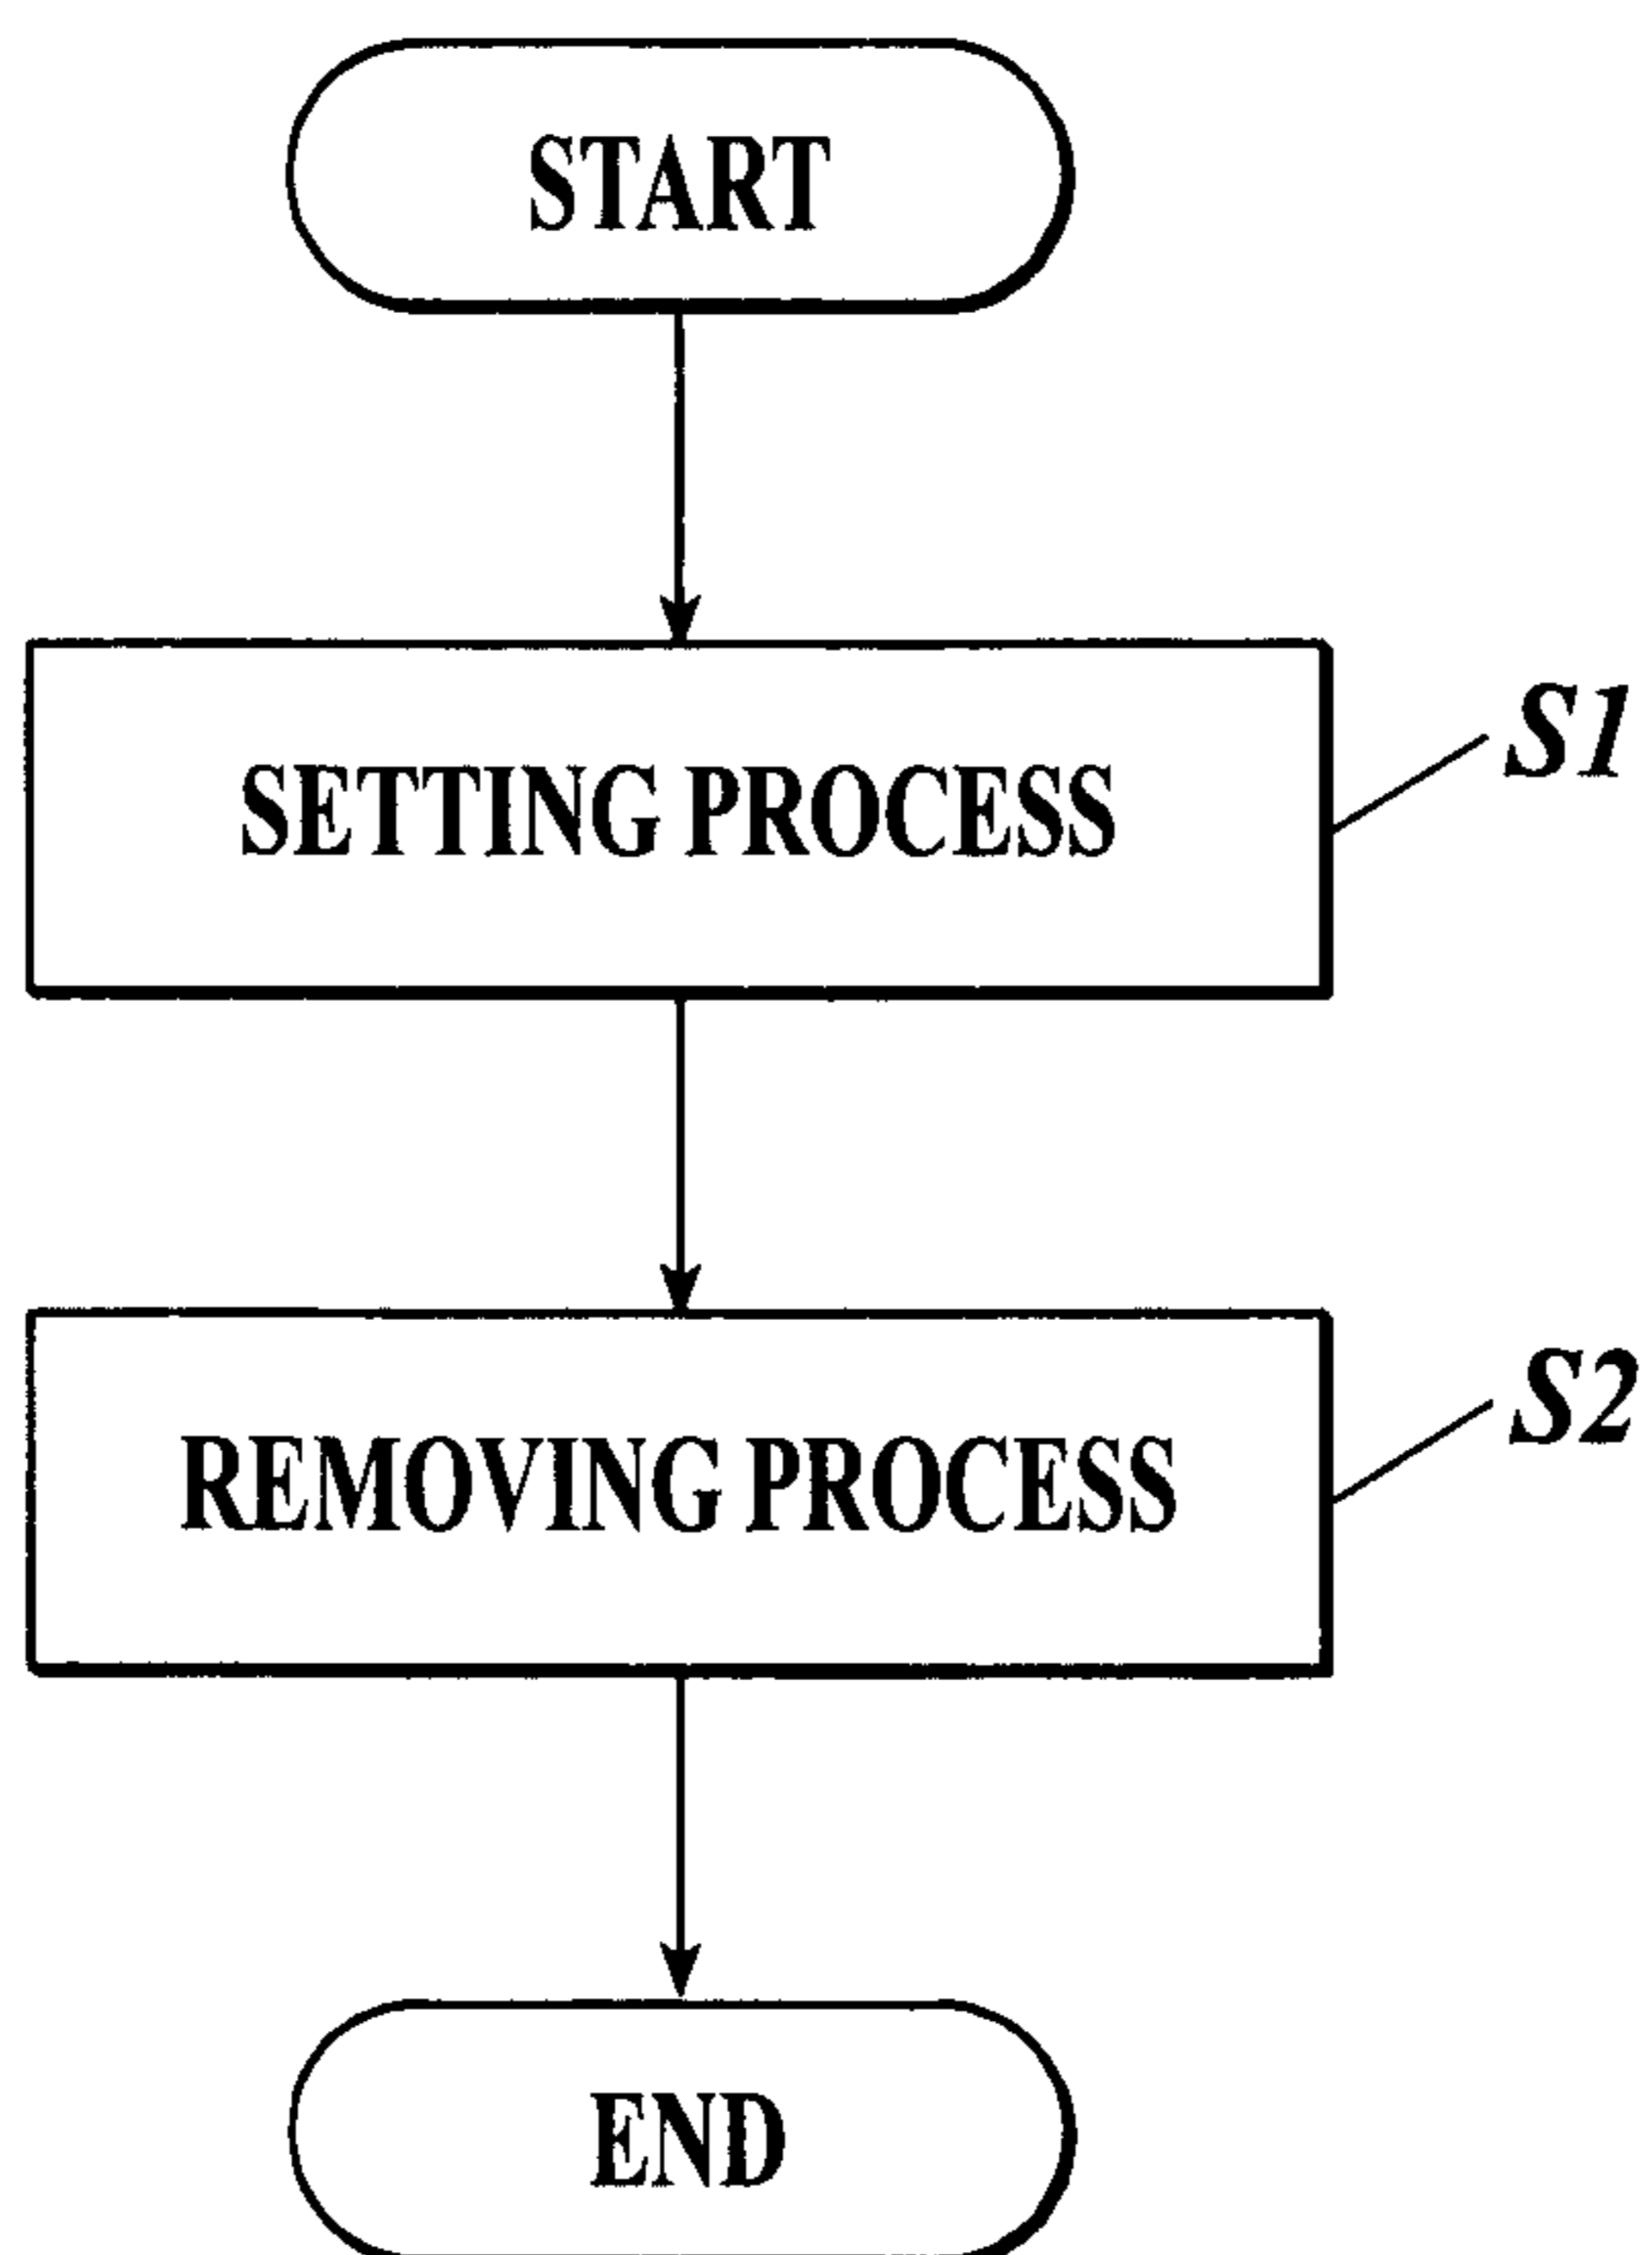 START
SETTING PROCESS
S1
REMOVING PROCESS
S2
END